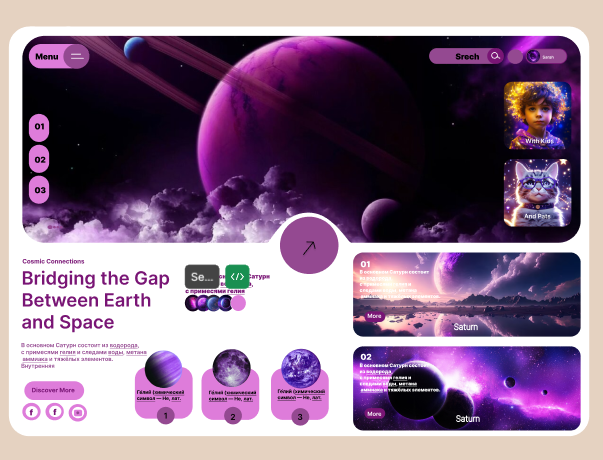 Menu
Srech
Saren
01
02
03
With Kids
And Pets
Cosmic Connections
Bridging the Gap
Between Earth
and Space
Se...
</>
сатурн
с примесями гелия
В основном Сатурн состоит из водорода,
с примесями гелия и следами воды, метана
аммиака и тяжёлых элементов.
Внутренняя
Discover More
Гелий (химический
символ — He, лат.
1
Гелий (химический
символ — He, лат.
2
Гелий (химический
символ — He, лат.
3
01
В основном Сатурн состоит
из водорода,
с примесями гелия и
следами воды, метана
аммиака и тяжёлых элементов.
More
Saturn
02
В основном Сатурн состоит
из водорода,
с примесями гелия и
следами воды, метана
аммиака и тяжёлых элементов.
More
Saturn